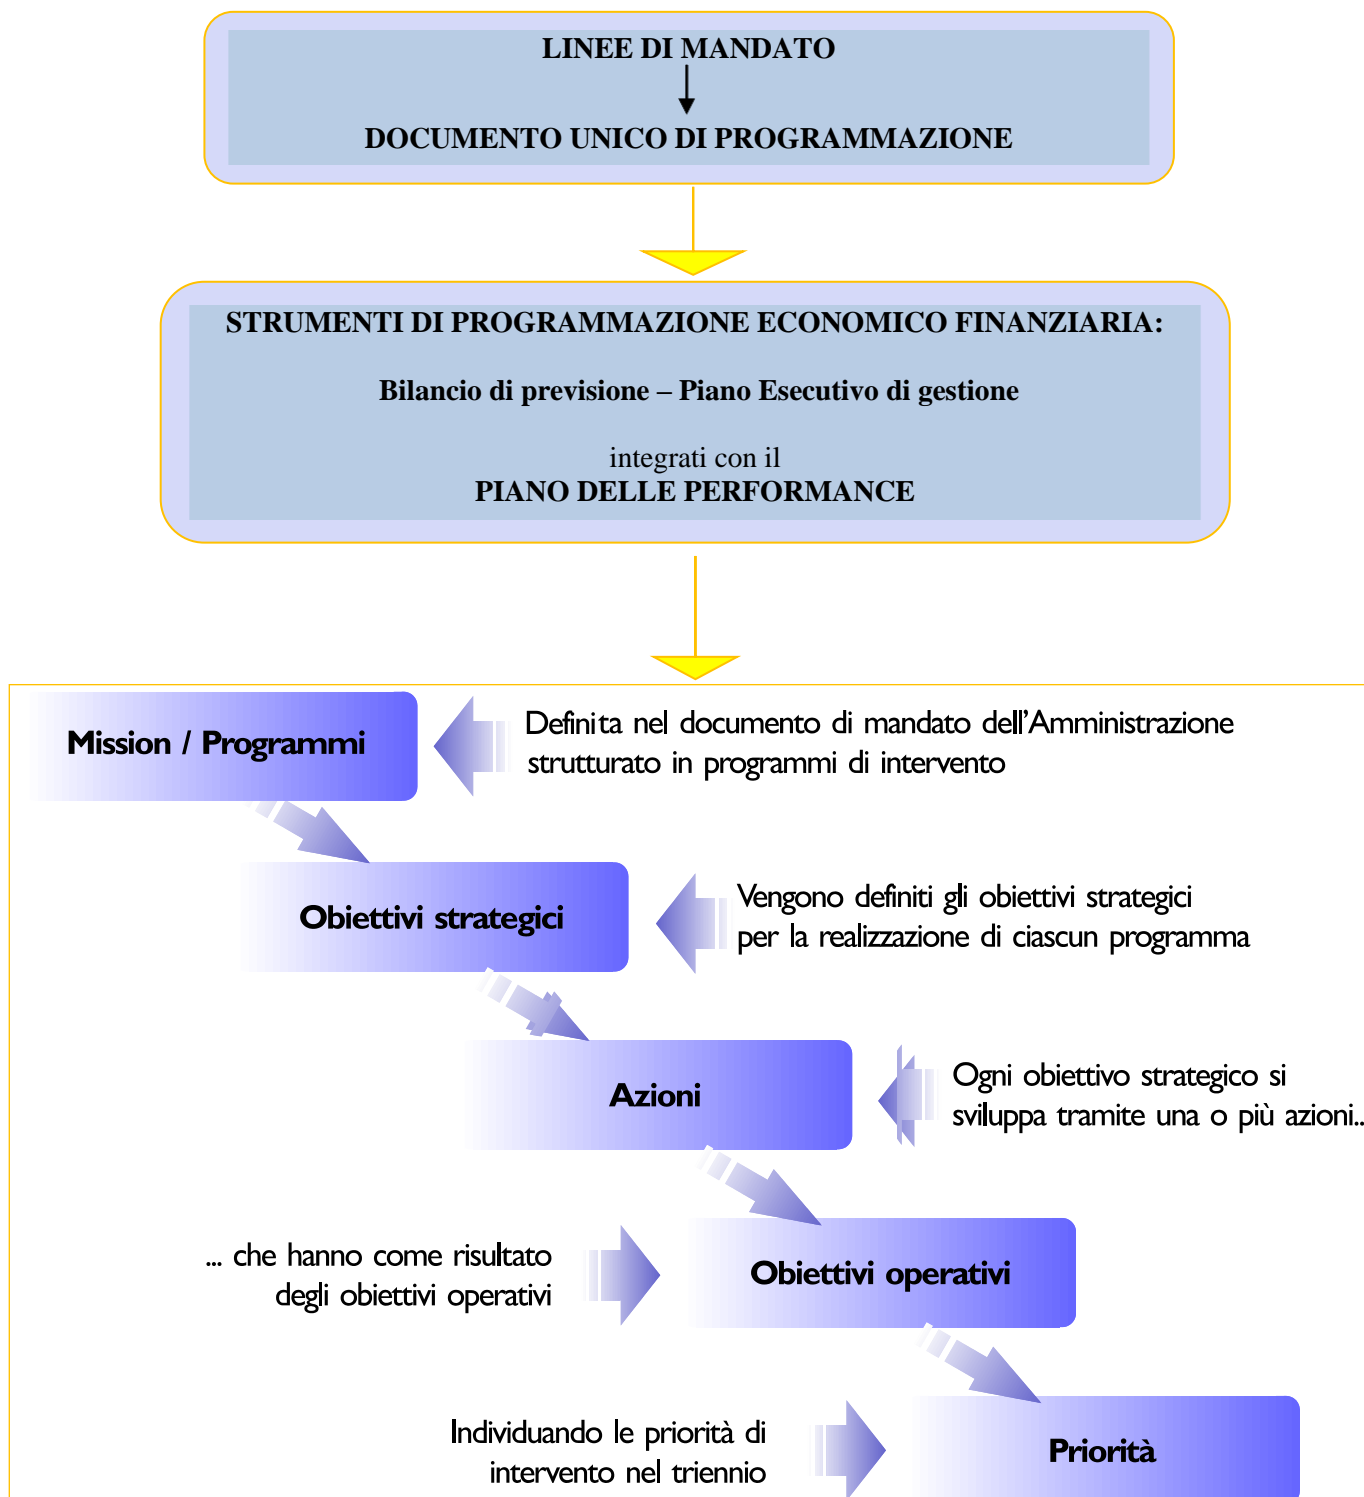 LINEE DI MANDATO
DOCUMENTO UNICO DI PROGRAMMAZIONE
STRUMENTI DI PROGRAMMAZIONE ECONOMICO FINANZIARIA:
Bilancio di previsione – Piano Esecutivo di gestione
integrati con il
PIANO DELLE PERFORMANCE
Mission / Programmi
Definita nel documento di mandato dell'Amministrazione
strutturato in programmi di intervento
Obiettivi strategici
Vengono definiti gli obiettivi strategici
per la realizzazione di ciascun programma
Azioni
Ogni obiettivo strategico si
sviluppa tramite una o più azioni..
... che hanno come risultato
degli obiettivi operativi
Obiettivi operativi
Individuando le priorità di
intervento nel triennio
Priorità